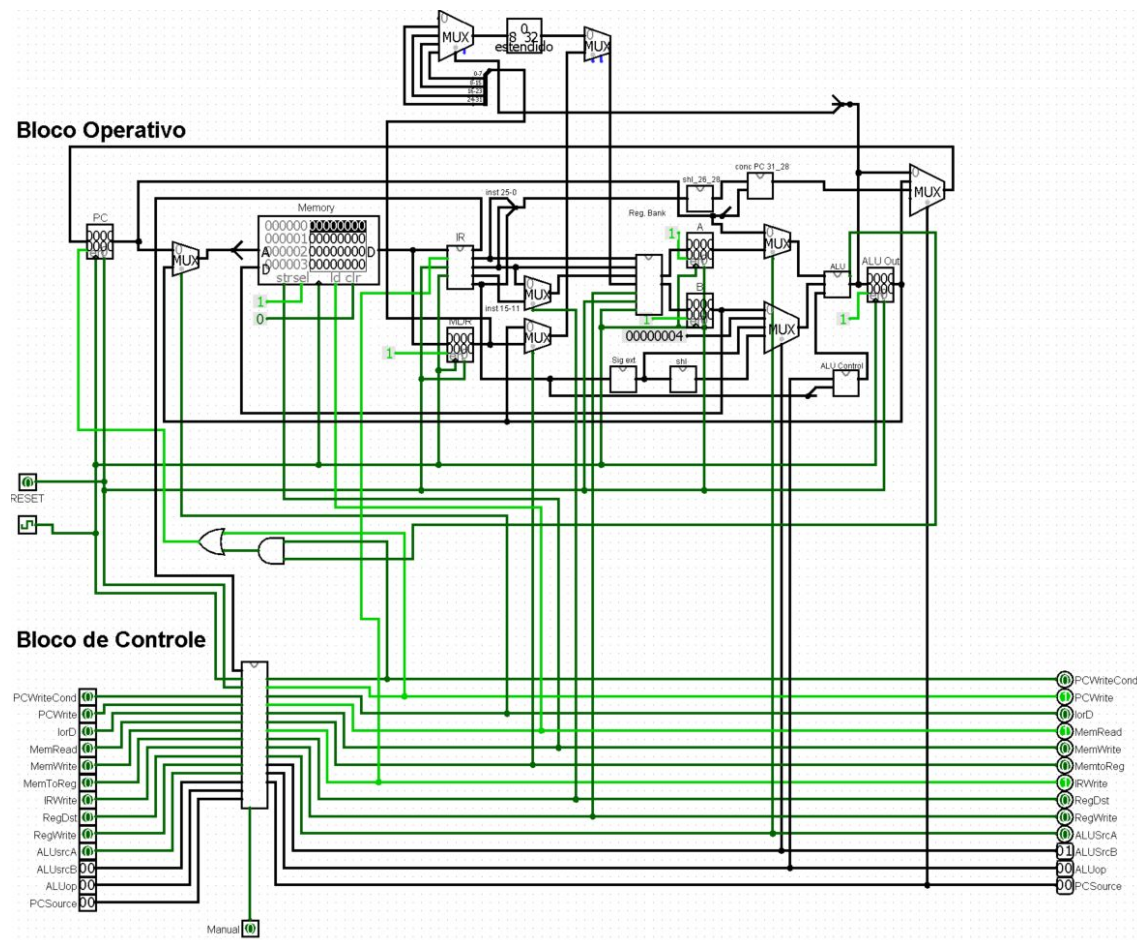 MUX
0
8 32
estendido
MUX
0-7
16-23
24-31
Bloco Operativo
shl_26_28
conc PC 31_28
inst 25-0
Reg. Bank
PC
Memory
IR
A
B
MUX
MUX
MUX
MUX
MUX
MUX
ALU
ALU Out
000000 00000000
000001 00000000
000002 00000000
000003 00000000
A
D
D
str sel ld clr
1
0
1
1
1
1
inst 15-11
MDR
00000004
Sig ext
shl
ALU Control
RESET
Bloco de Controle
PCWriteCond
PCWrite
IorD
MemRead
MemWrite
MemToReg
IRWrite
RegDst
RegWrite
ALUsrcA
00 ALUsrcB
00 ALUop
00 PCSource
Manual
PCWriteCond
PCWrite
IorD
MemRead
MemWrite
MemtoReg
IRWrite
RegDst
RegWrite
ALUSrcA
01 ALUSrcB
00 ALUop
00 PCSource